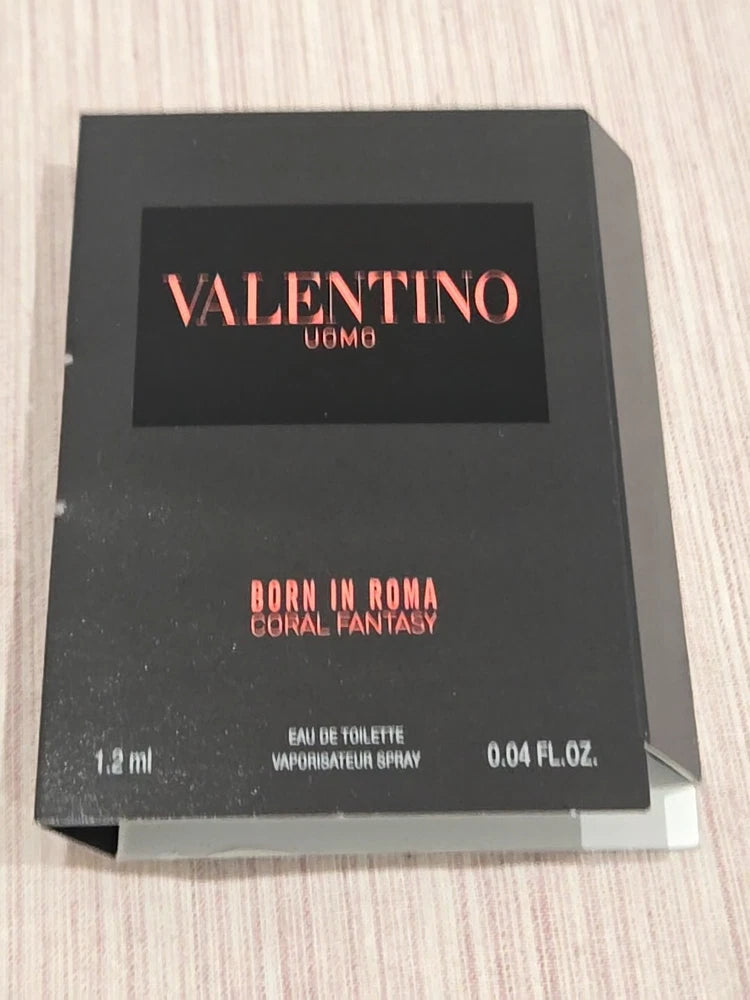 VALENTINO
UOMO
BORN IN ROMA
CORAL FANTASY
EAU DE TOILETTE
1.2 ml VAPORISATEUR SPRAY 0.04 FL.OZ.